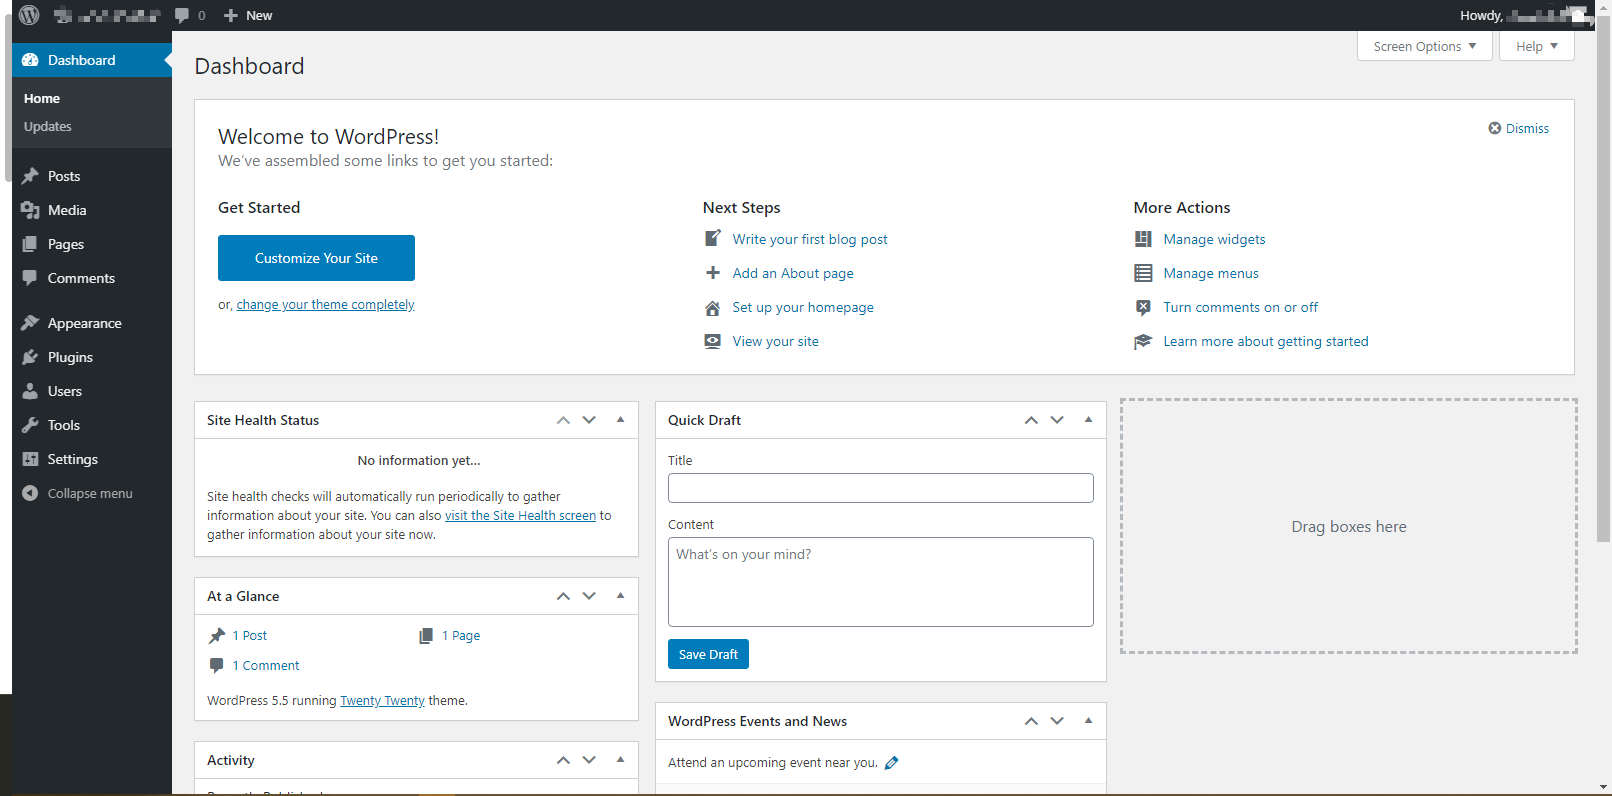 0
New
Howdy,
Screen Options
Help
Dashboard
Home
Updates
Posts
Media
Pages
Comments
Appearance
Plugins
Users
Tools
Settings
Collapse menu
Dashboard
Welcome to WordPress!
We've assembled some links to get you started:
Dismiss
Get Started
Customize Your Site
or, change your theme completely
Next Steps
Write your first blog post
Add an About page
Set up your homepage
View your site
More Actions
Manage widgets
Manage menus
Turn comments on or off
Learn more about getting started
Site Health Status
No information yet...
Site health checks will automatically run periodically to gather
information about your site. You can also visit the Site Health screen to
gather information about your site now.
At a Glance
1 Post
1 Page
1 Comment
WordPress 5.5 running Twenty Twenty theme.
Activity
Quick Draft
Title
Content
What's on your mind?
Save Draft
WordPress Events and News
Attend an upcoming event near you.
Drag boxes here